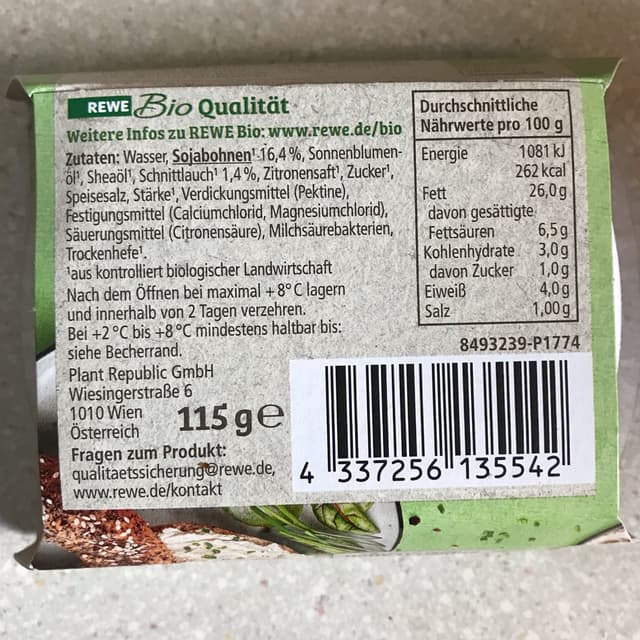 REWE Bio Qualität
Weitere Infos zu REWE Bio: www.rewe.de/bio
Zutaten: Wasser, Sojabohnen¹ 16,4 %, Sonnenblumen-
öl¹, Sheaöl¹, Schnittlauch¹ 1,4 %, Zitronensaft¹, Zucker¹,
Speisesalz, Stärke¹, Verdickungsmittel (Pektine),
Festigungsmittel (Calciumchlorid, Magnesiumchlorid),
Säuerungsmittel (Citronensäure), Milchsäurebakterien,
Trockenhefe¹.
¹aus kontrolliert biologischer Landwirtschaft
Nach dem Öffnen bei maximal +8°C lagern
und innerhalb von 2 Tagen verzehren.
Bei +2°C bis +8°C mindestens haltbar bis:
siehe Becherrand.
Plant Republic GmbH
Wiesingerstraße 6
1010 Wien
Österreich
115 g e
Fragen zum Produkt:
qualitaetssicherung@rewe.de,
www.rewe.de/kontakt
Durchschnittliche
Nährwerte pro 100 g
Energie 1081 kJ
262 kcal
Fett 26,0 g
davon gesättigte
Fettsäuren 6,5 g
Kohlenhydrate 3,0 g
davon Zucker 1,0 g
Eiweiß 4,0 g
Salz 1,00 g
8493239-P1774
4 337256 135542